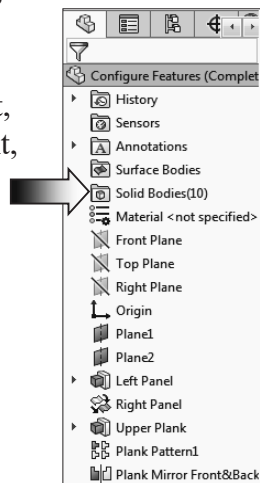 t,
t,
Configure Features (Complet
History
Sensors
A Annotations
Surface Bodies
Solid Bodies(10)
Material <not specified>
Front Plane
Top Plane
Right Plane
Origin
Plane1
Plane2
Left Panel
Right Panel
Upper Plank
Plank Pattern1
Plank Mirror Front&Back